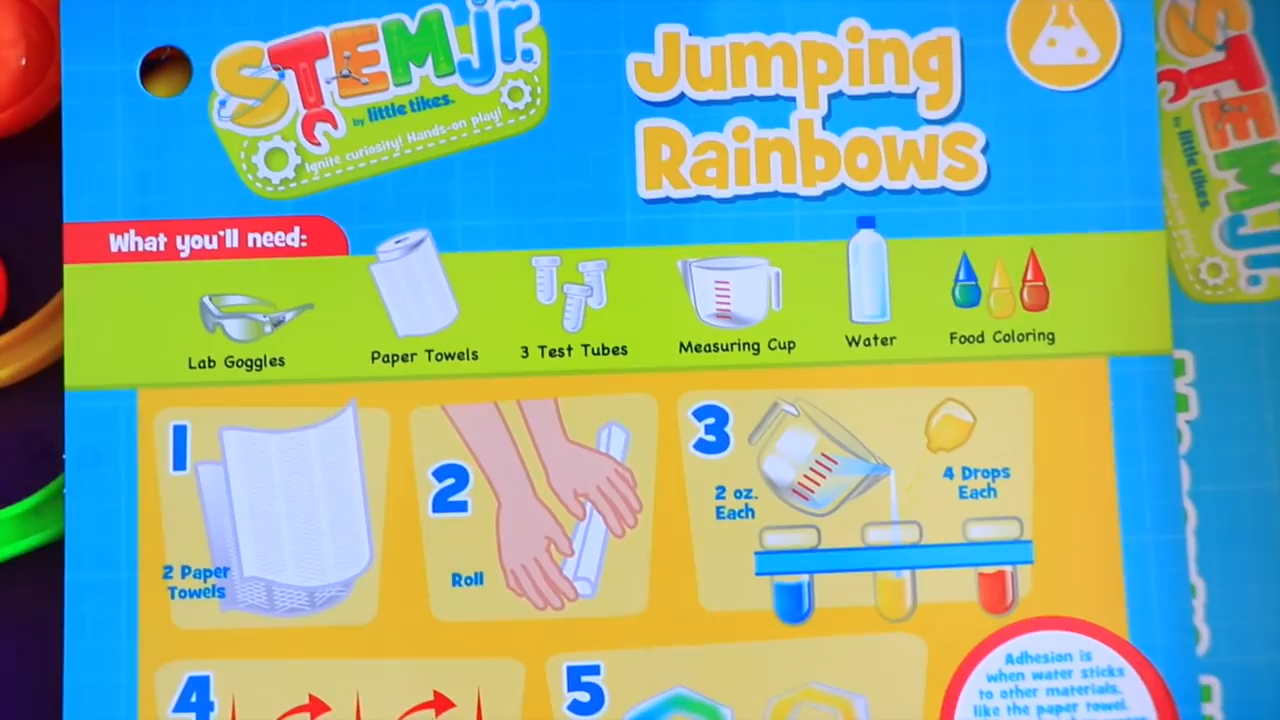 STEM jr.
by little tikes.
Ignite curiosity! Hands-on play!
Jumping
Rainbows
What you'll need:
Lab Goggles
Paper Towels
3 Test Tubes
Measuring Cup
Water
Food Coloring
1
2 Paper
Towels
2
Roll
3
2 oz.
Each
4 Drops
Each
4
5
Adhesion is
when water sticks
to other materials,
like the paper towel.
STEM jr.
by little tikes.